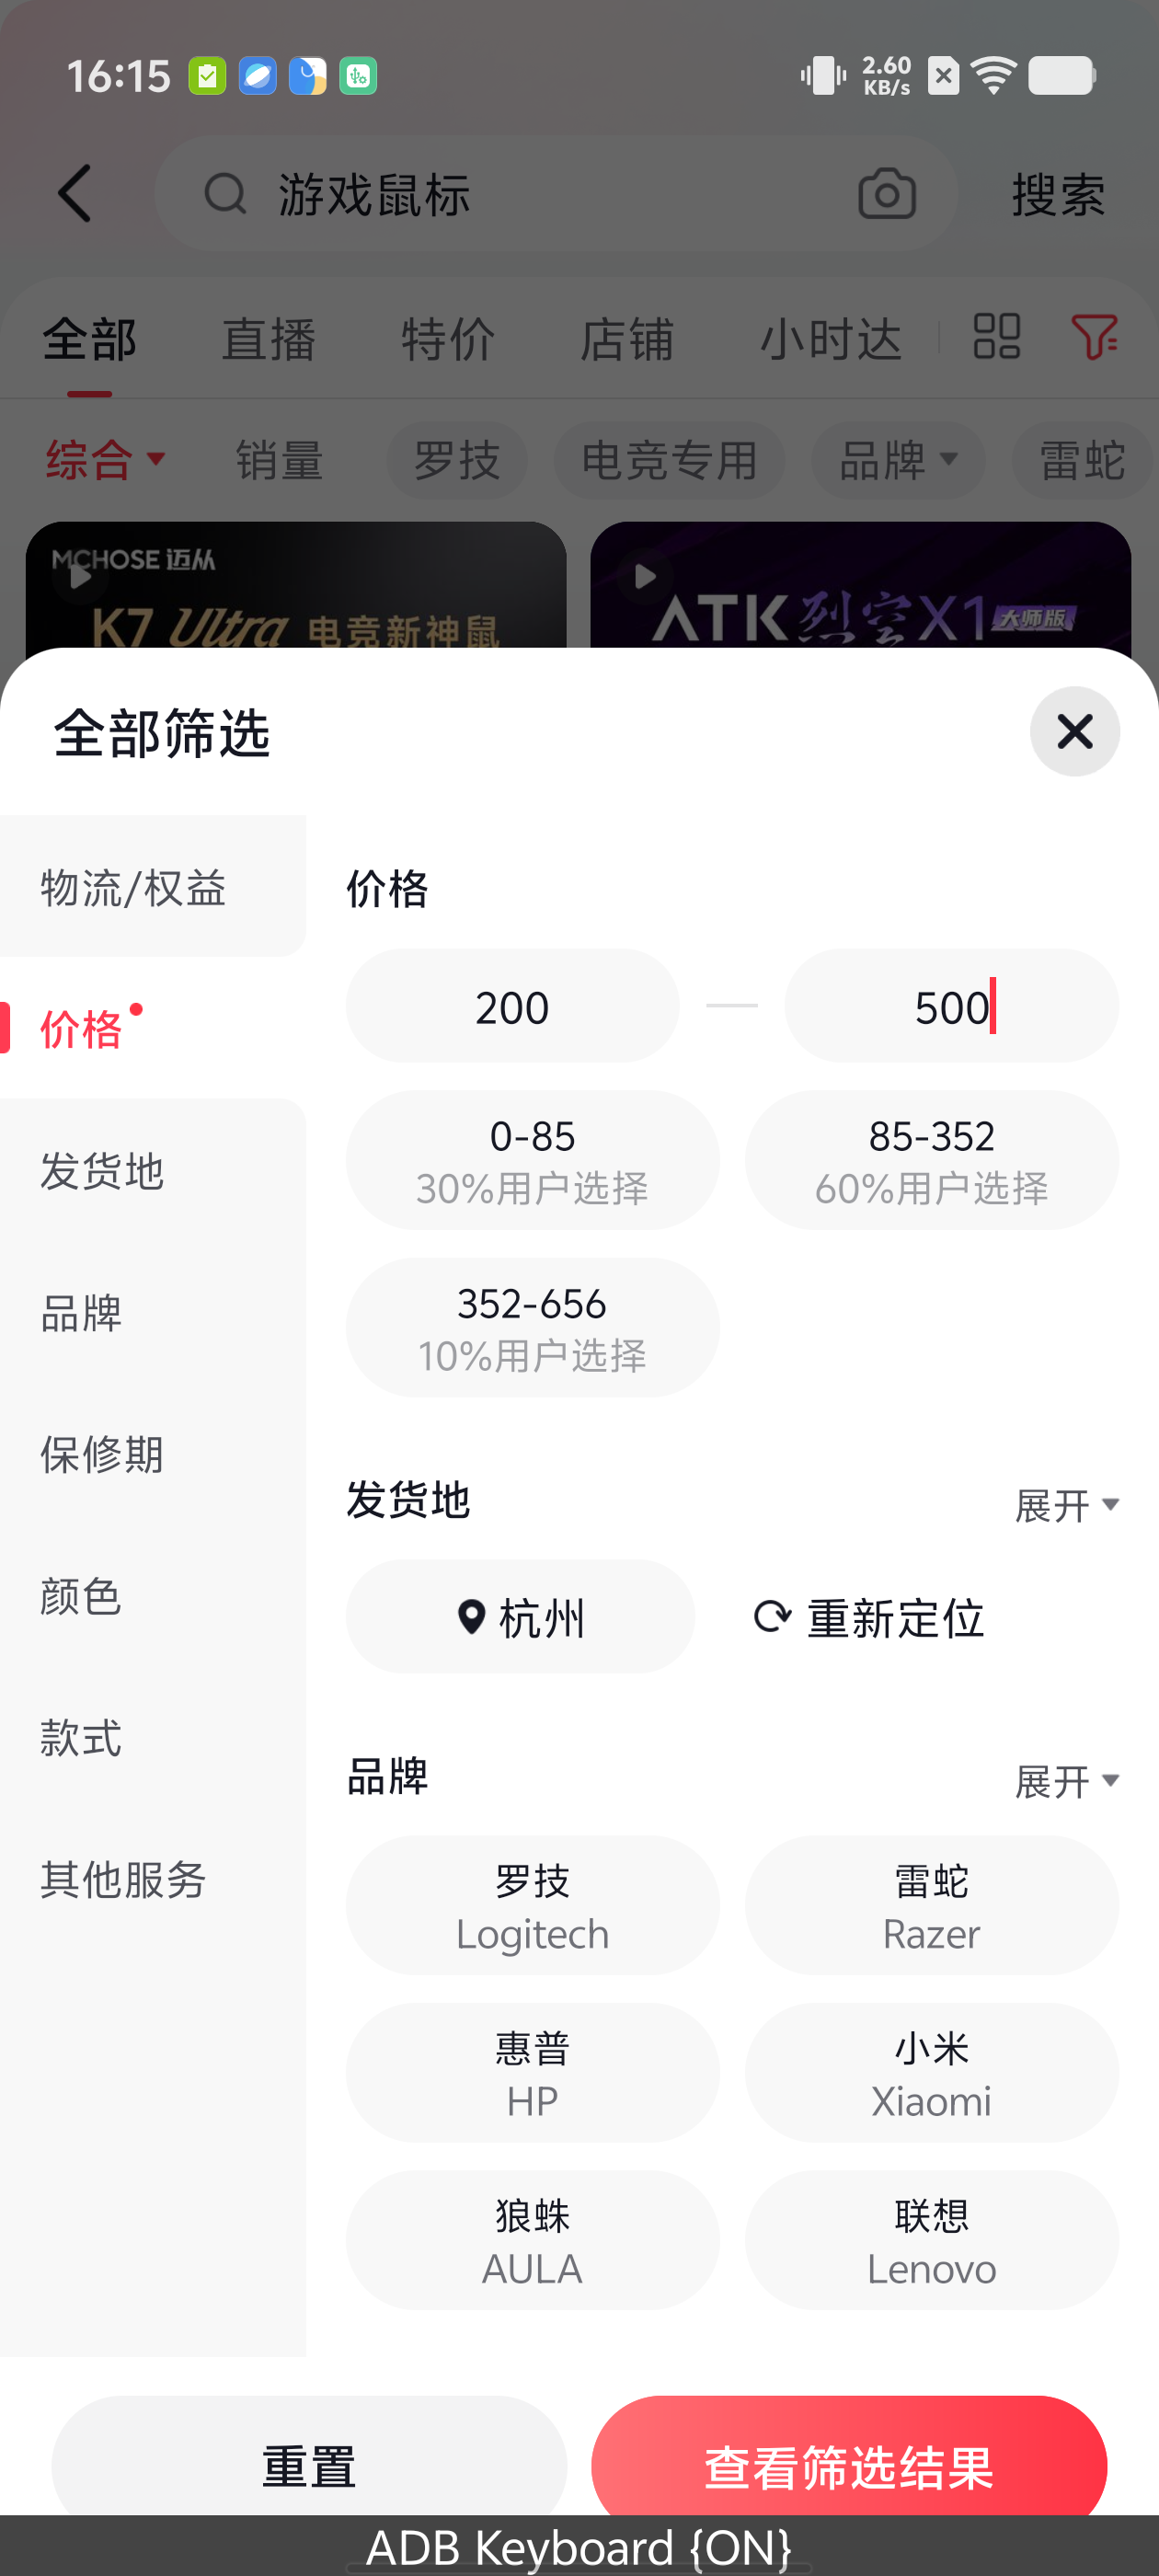 16:15
2.60
KB/s
游戏鼠标
搜索
全部
直播
特价
店铺
小时达
综合
销量
罗技
电竞专用
品牌
雷蛇
MCHOSE 迈从
K7 Ultra 电竞新神鼠
ATK 烈空 X1 大师版
全部筛选
物流/权益
价格
发货地
品牌
保修期
颜色
款式
其他服务
价格
200
500
0-85
30%用户选择
85-352
60%用户选择
352-656
10%用户选择
发货地
展开
杭州
重新定位
品牌
展开
罗技
Logitech
雷蛇
Razer
惠普
HP
小米
Xiaomi
狼蛛
AULA
联想
Lenovo
重置
查看筛选结果
ADB Keyboard {ON}